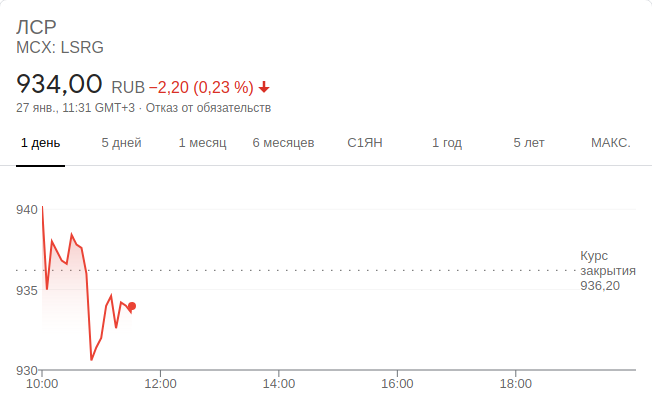 ЛСР
MCX: LSRG
934,00 RUB −2,20 (0,23 %)
27 янв., 11:31 GMT+3 · Отказ от обязательств
1 день 5 дней 1 месяц 6 месяцев С1ЯН 1 год 5 лет МАКС.
940
935
930
Курс
закрытия
936,20
10:00 12:00 14:00 16:00 18:00